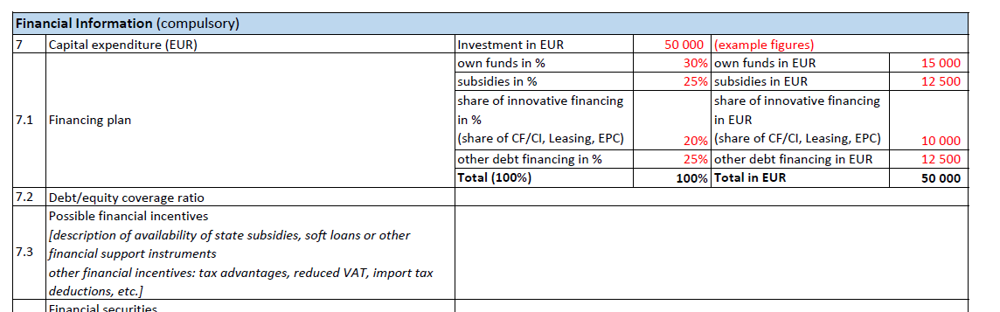 Financial Information (compulsory)
7 Capital expenditure (EUR) Investment in EUR 50 000 (example figures)
7.1 Financing plan
own funds in % 30% own funds in EUR 15 000
subsidies in % 25% subsidies in EUR 12 500
share of innovative financing
in %
(share of CF/CI, Leasing, EPC) 20%
share of innovative financing
in EUR
(share of CF/CI, Leasing, EPC) 10 000
other debt financing in % 25% other debt financing in EUR 12 500
Total (100%) 100% Total in EUR 50 000
7.2 Debt/equity coverage ratio
7.3
Possible financial incentives
[description of availability of state subsidies, soft loans or other
financial support instruments
other financial incentives: tax advantages, reduced VAT, import tax
deductions, etc.]
Financial securities